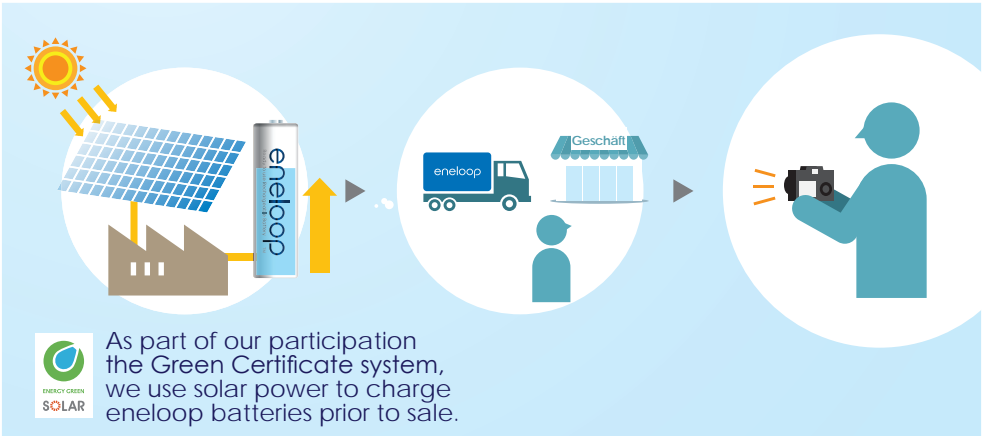 eneloop
eneloop
Geschäft
ENERGY GREEN
SOLAR
As part of our participation
the Green Certificate system,
we use solar power to charge
eneloop batteries prior to sale.